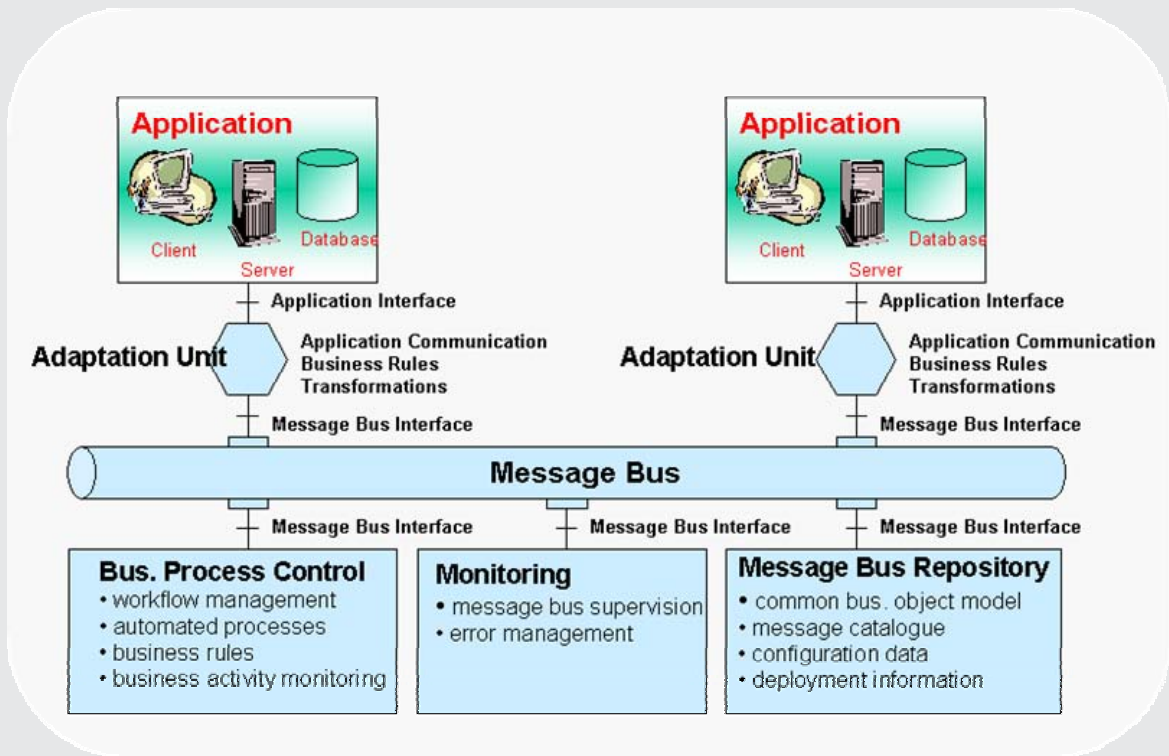 Application
Client
Server
Database
Application Interface
Adaptation Unit
Application Communication
Business Rules
Transformations
Message Bus Interface
Application
Client
Server
Database
Application Interface
Adaptation Unit
Application Communication
Business Rules
Transformations
Message Bus Interface
Message Bus
Message Bus Interface
Message Bus Interface
Message Bus Interface
Bus. Process Control
• workflow management
• automated processes
• business rules
• business activity monitoring
Monitoring
• message bus supervision
• error management
Message Bus Repository
• common bus. object model
• message catalogue
• configuration data
• deployment information